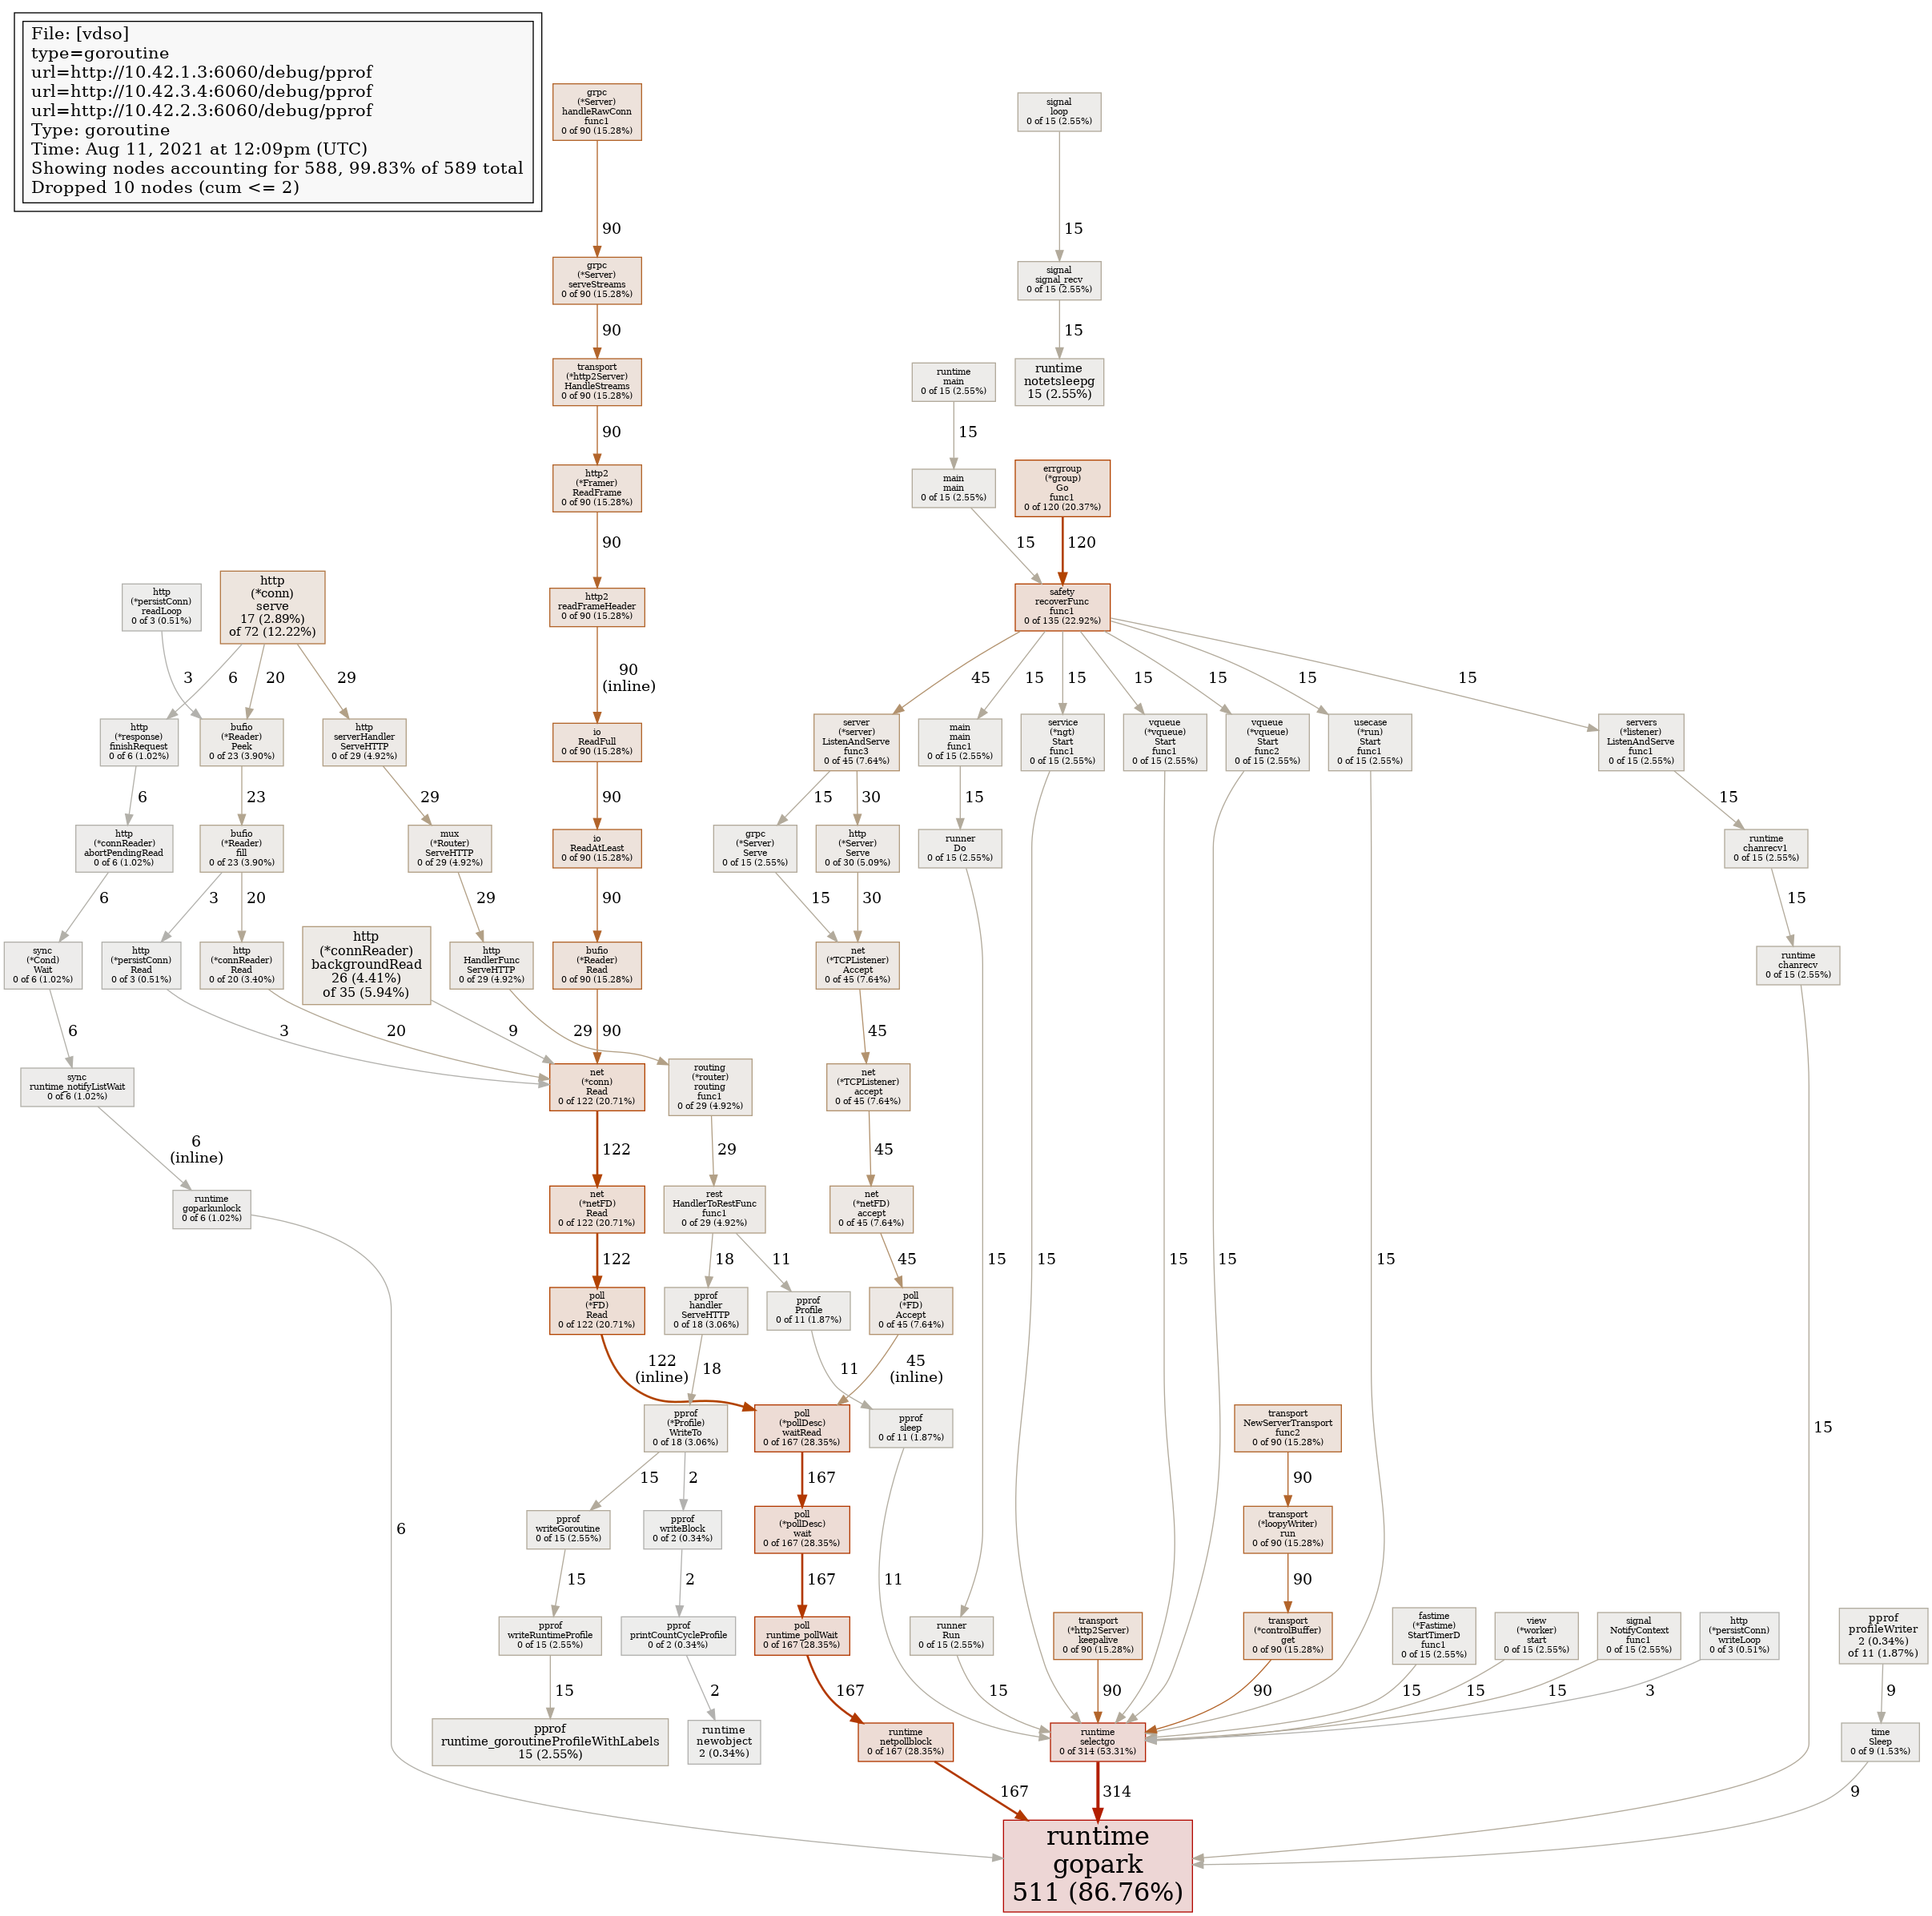 File: [vdso]
type=goroutine
url=http://10.42.1.3:6060/debug/pprof
url=http://10.42.3.4:6060/debug/pprof
url=http://10.42.2.3:6060/debug/pprof
Type: goroutine
Time: Aug 11, 2021 at 12:09pm (UTC)
Showing nodes accounting for 588, 99.83% of 589 total
Dropped 10 nodes (cum <= 2)
grpc
(*Server)
handleRawConn
func1
0 of 90 (15.28%)
90
grpc
(*Server)
serveStreams
0 of 90 (15.28%)
90
transport
(*http2Server)
HandleStreams
0 of 90 (15.28%)
90
http2
(*Framer)
ReadFrame
0 of 90 (15.28%)
90
http2
readFrameHeader
0 of 90 (15.28%)
90
(inline)
io
ReadFull
0 of 90 (15.28%)
90
io
ReadAtLeast
0 of 90 (15.28%)
90
bufio
(*Reader)
Read
0 of 90 (15.28%)
90
signal
loop
0 of 15 (2.55%)
15
signal
signal_recv
0 of 15 (2.55%)
15
runtime
notetsleepg
15 (2.55%)
runtime
main
0 of 15 (2.55%)
15
main
main
0 of 15 (2.55%)
15
errgroup
(*group)
Go
func1
0 of 120 (20.37%)
120
safety
recoverFunc
func1
0 of 135 (22.92%)
45
15
15
15
15
15
15
http
(*persistConn)
readLoop
0 of 3 (0.51%)
3
http
(*conn)
serve
17 (2.89%)
of 72 (12.22%)
6
20
29
http
(*response)
finishRequest
0 of 6 (1.02%)
6
bufio
(*Reader)
Peek
0 of 23 (3.90%)
23
http
serverHandler
ServeHTTP
0 of 29 (4.92%)
29
http
(*connReader)
abortPendingRead
0 of 6 (1.02%)
6
bufio
(*Reader)
fill
0 of 23 (3.90%)
3
20
mux
(*Router)
ServeHTTP
0 of 29 (4.92%)
29
sync
(*Cond)
Wait
0 of 6 (1.02%)
6
http
(*persistConn)
Read
0 of 3 (0.51%)
3
http
(*connReader)
Read
0 of 20 (3.40%)
20
http
(*connReader)
backgroundRead
26 (4.41%)
of 35 (5.94%)
9
http
HandlerFunc
ServeHTTP
0 of 29 (4.92%)
29
sync
runtime_notifyListWait
0 of 6 (1.02%)
6
(inline)
runtime
goparkunlock
0 of 6 (1.02%)
6
net
(*conn)
Read
0 of 122 (20.71%)
122
net
(*netFD)
Read
0 of 122 (20.71%)
122
poll
(*FD)
Read
0 of 122 (20.71%)
122
(inline)
routing
(*router)
routing
func1
0 of 29 (4.92%)
29
rest
HandlerToRestFunc
func1
0 of 29 (4.92%)
18
11
pprof
handler
ServeHTTP
0 of 18 (3.06%)
18
pprof
Profile
0 of 11 (1.87%)
11
pprof
(*Profile)
WriteTo
0 of 18 (3.06%)
15
2
pprof
sleep
0 of 11 (1.87%)
11
pprof
writeGoroutine
0 of 15 (2.55%)
15
pprof
writeBlock
0 of 2 (0.34%)
2
pprof
writeRuntimeProfile
0 of 15 (2.55%)
15
pprof
printCountCycleProfile
0 of 2 (0.34%)
2
pprof
runtime_goroutineProfileWithLabels
15 (2.55%)
runtime
newobject
2 (0.34%)
server
(*server)
ListenAndServe
func3
0 of 45 (7.64%)
15
30
grpc
(*Server)
Serve
0 of 15 (2.55%)
15
http
(*Server)
Serve
0 of 30 (5.09%)
30
net
(*TCPListener)
Accept
0 of 45 (7.64%)
45
net
(*TCPListener)
accept
0 of 45 (7.64%)
45
net
(*netFD)
accept
0 of 45 (7.64%)
45
poll
(*FD)
Accept
0 of 45 (7.64%)
45
(inline)
poll
(*pollDesc)
waitRead
0 of 167 (28.35%)
167
poll
(*pollDesc)
wait
0 of 167 (28.35%)
167
poll
runtime_pollWait
0 of 167 (28.35%)
167
runtime
netpollblock
0 of 167 (28.35%)
167
main
main
func1
0 of 15 (2.55%)
15
runner
Do
0 of 15 (2.55%)
15
runner
Run
0 of 15 (2.55%)
15
service
(*ngt)
Start
func1
0 of 15 (2.55%)
15
vqueue
(*vqueue)
Start
func1
0 of 15 (2.55%)
15
vqueue
(*vqueue)
Start
func2
0 of 15 (2.55%)
15
usecase
(*run)
Start
func1
0 of 15 (2.55%)
15
servers
(*listener)
ListenAndServe
func1
0 of 15 (2.55%)
15
runtime
chanrecv1
0 of 15 (2.55%)
15
runtime
chanrecv
0 of 15 (2.55%)
15
transport
NewServerTransport
func2
0 of 90 (15.28%)
90
transport
(*loopyWriter)
run
0 of 90 (15.28%)
90
transport
(*http2Server)
keepalive
0 of 90 (15.28%)
90
transport
(*controlBuffer)
get
0 of 90 (15.28%)
90
fastime
(*Fastime)
StartTimerD
func1
0 of 15 (2.55%)
15
view
(*worker)
start
0 of 15 (2.55%)
15
signal
NotifyContext
func1
0 of 15 (2.55%)
15
http
(*persistConn)
writeLoop
0 of 3 (0.51%)
3
pprof
profileWriter
2 (0.34%)
of 11 (1.87%)
9
time
Sleep
0 of 9 (1.53%)
9
runtime
selectgo
0 of 314 (53.31%)
314
runtime
gopark
511 (86.76%)